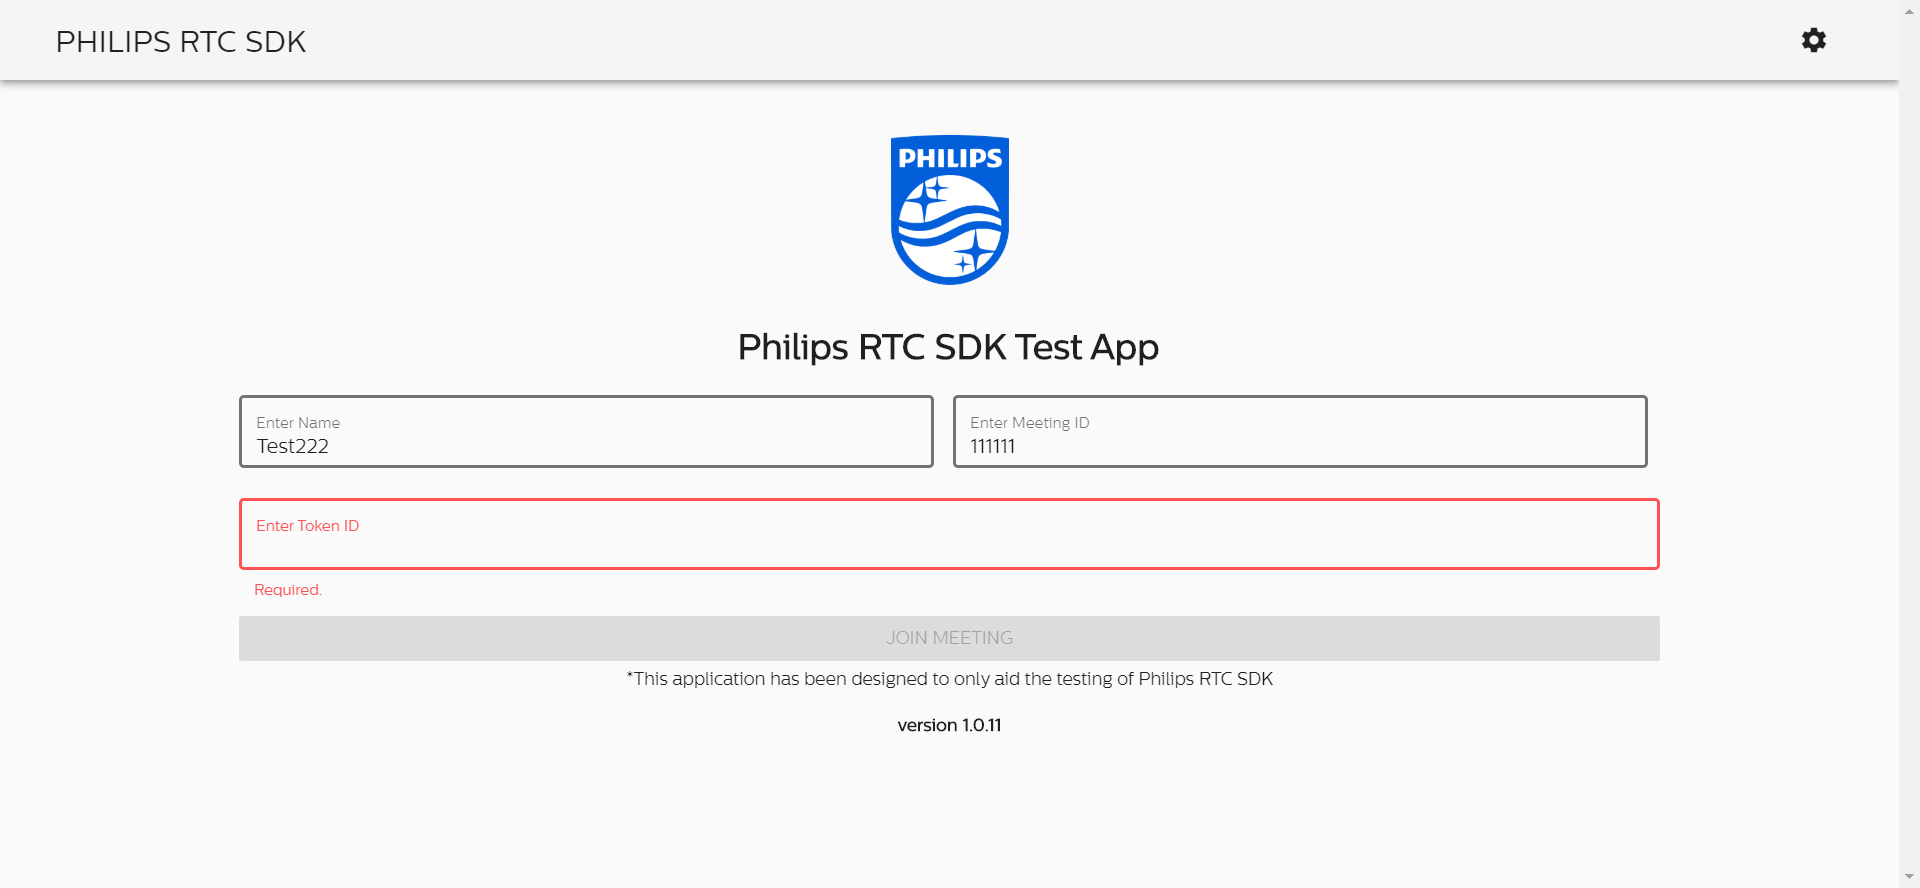 PHILIPS RTC SDK
PHILIPS
Philips RTC SDK Test App
Enter Name
Test222
Enter Meeting ID
111111
Enter Token ID
Required.
JOIN MEETING
*This application has been designed to only aid the testing of Philips RTC SDK
version 1.0.11